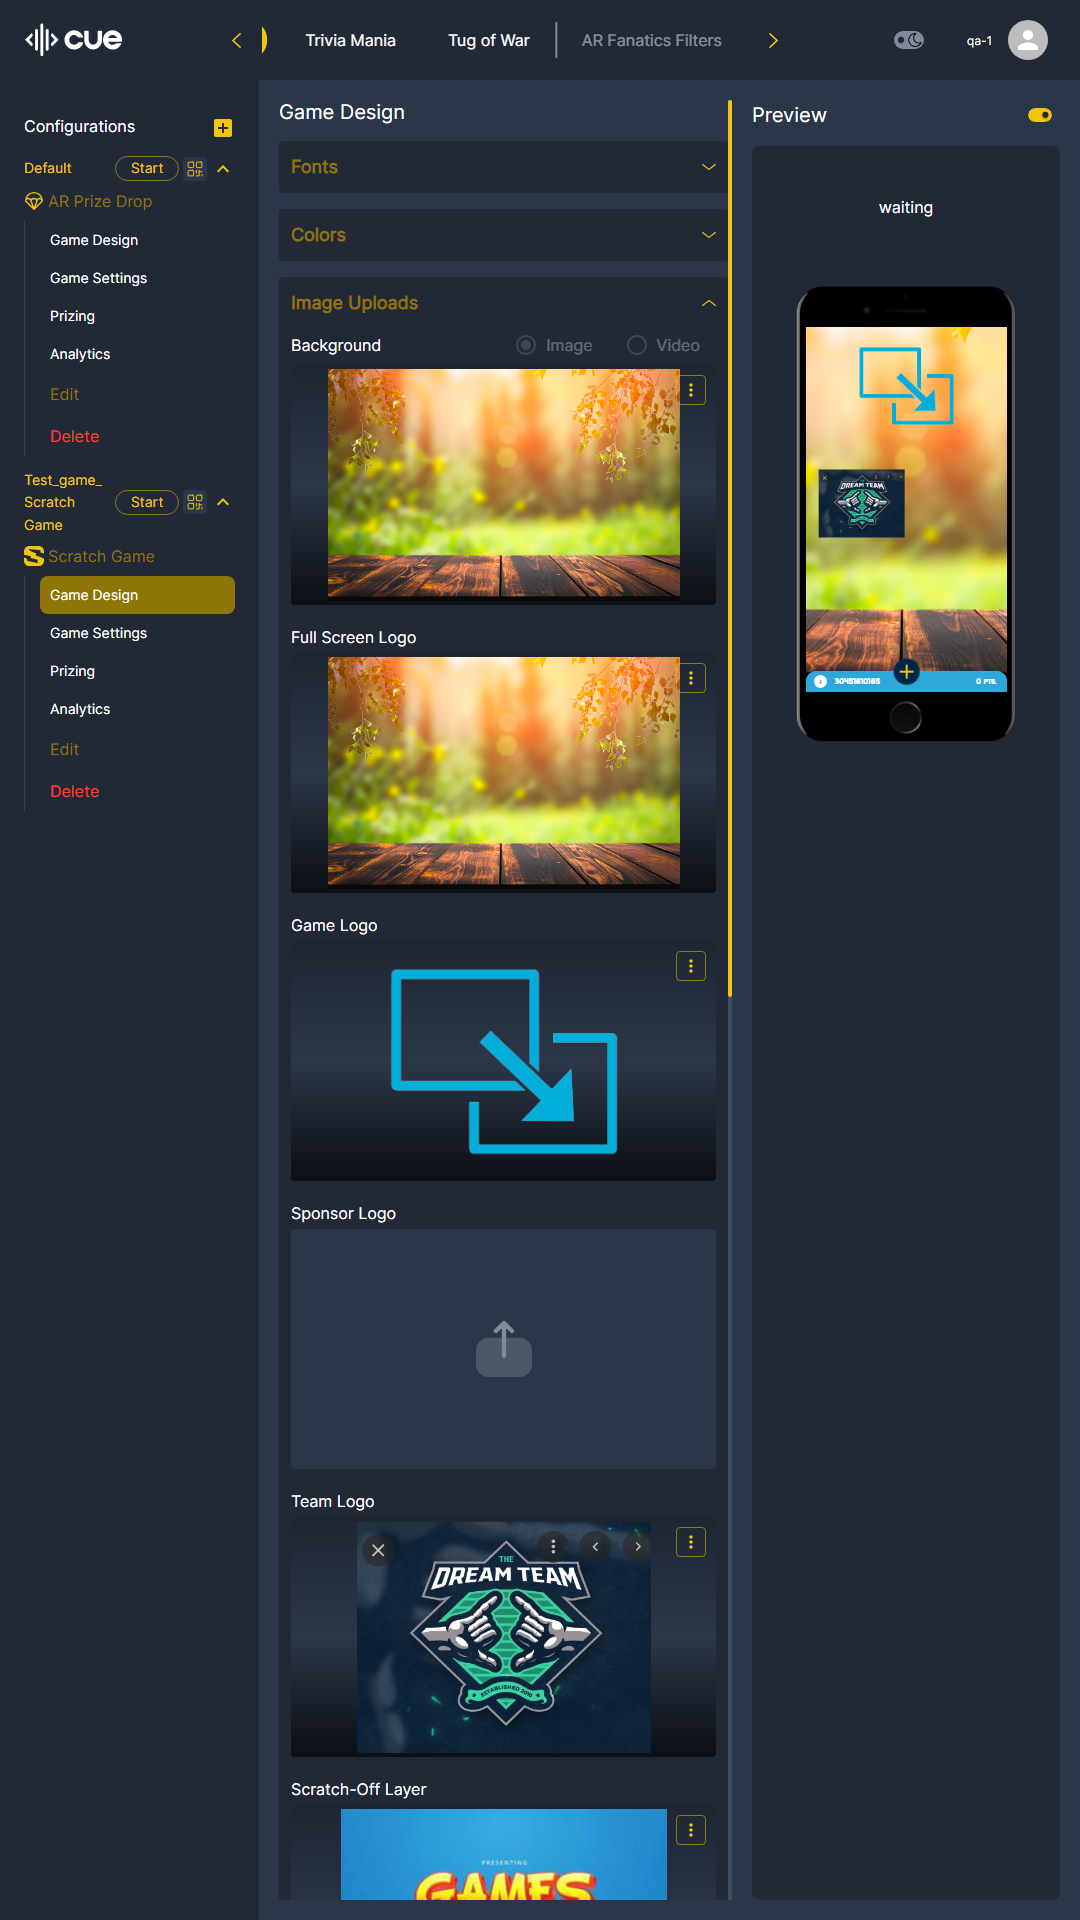 cue
Trivia Mania
Tug of War
AR Fanatics Filters
qa-1
Configurations
Default
Start
AR Prize Drop
Game Design
Game Settings
Prizing
Analytics
Edit
Delete
Test_game_
Scratch
Game
Start
Scratch Game
Game Design
Game Settings
Prizing
Analytics
Edit
Delete
Game Design
Fonts
Colors
Image Uploads
Background
Image
Video
Full Screen Logo
Game Logo
Sponsor Logo
Team Logo
THE
DREAM TEAM
ESTABLISHED 2010
Scratch-Off Layer
PRESENTING
GAMES
Preview
waiting
DREAM TEAM
30451610165
0 PTS.